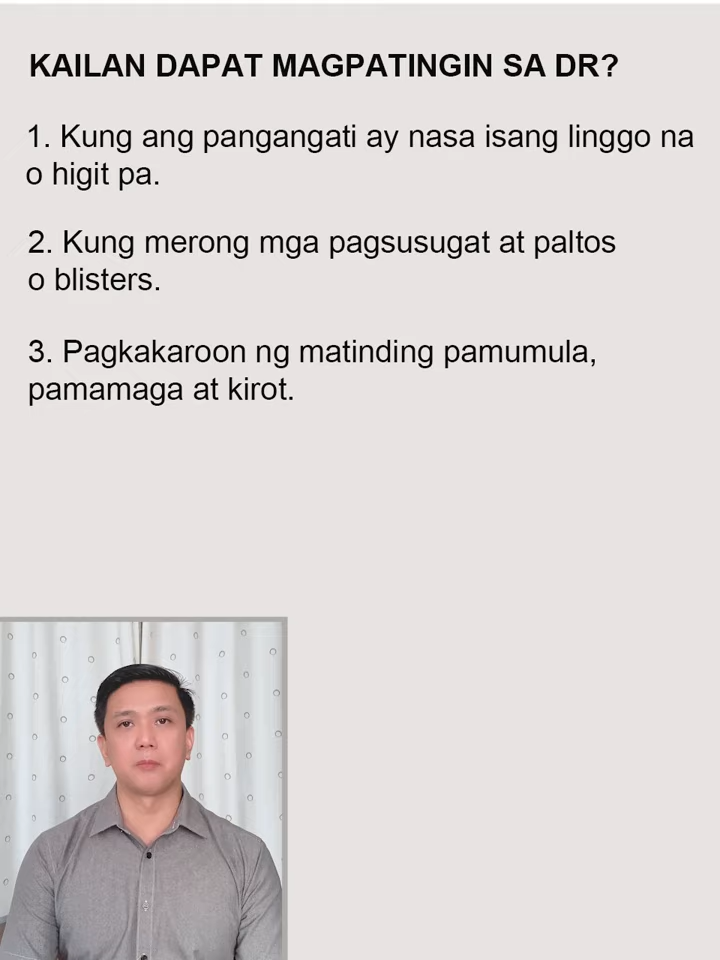 KAILAN DAPAT MAGPATINGIN SA DR?
1. Kung ang pangangati ay nasa isang linggo na
o higit pa.
2. Kung merong mga pagsusugat at paltos
o blisters.
3. Pagkakaroon ng matinding pamumula,
pamamaga at kirot.